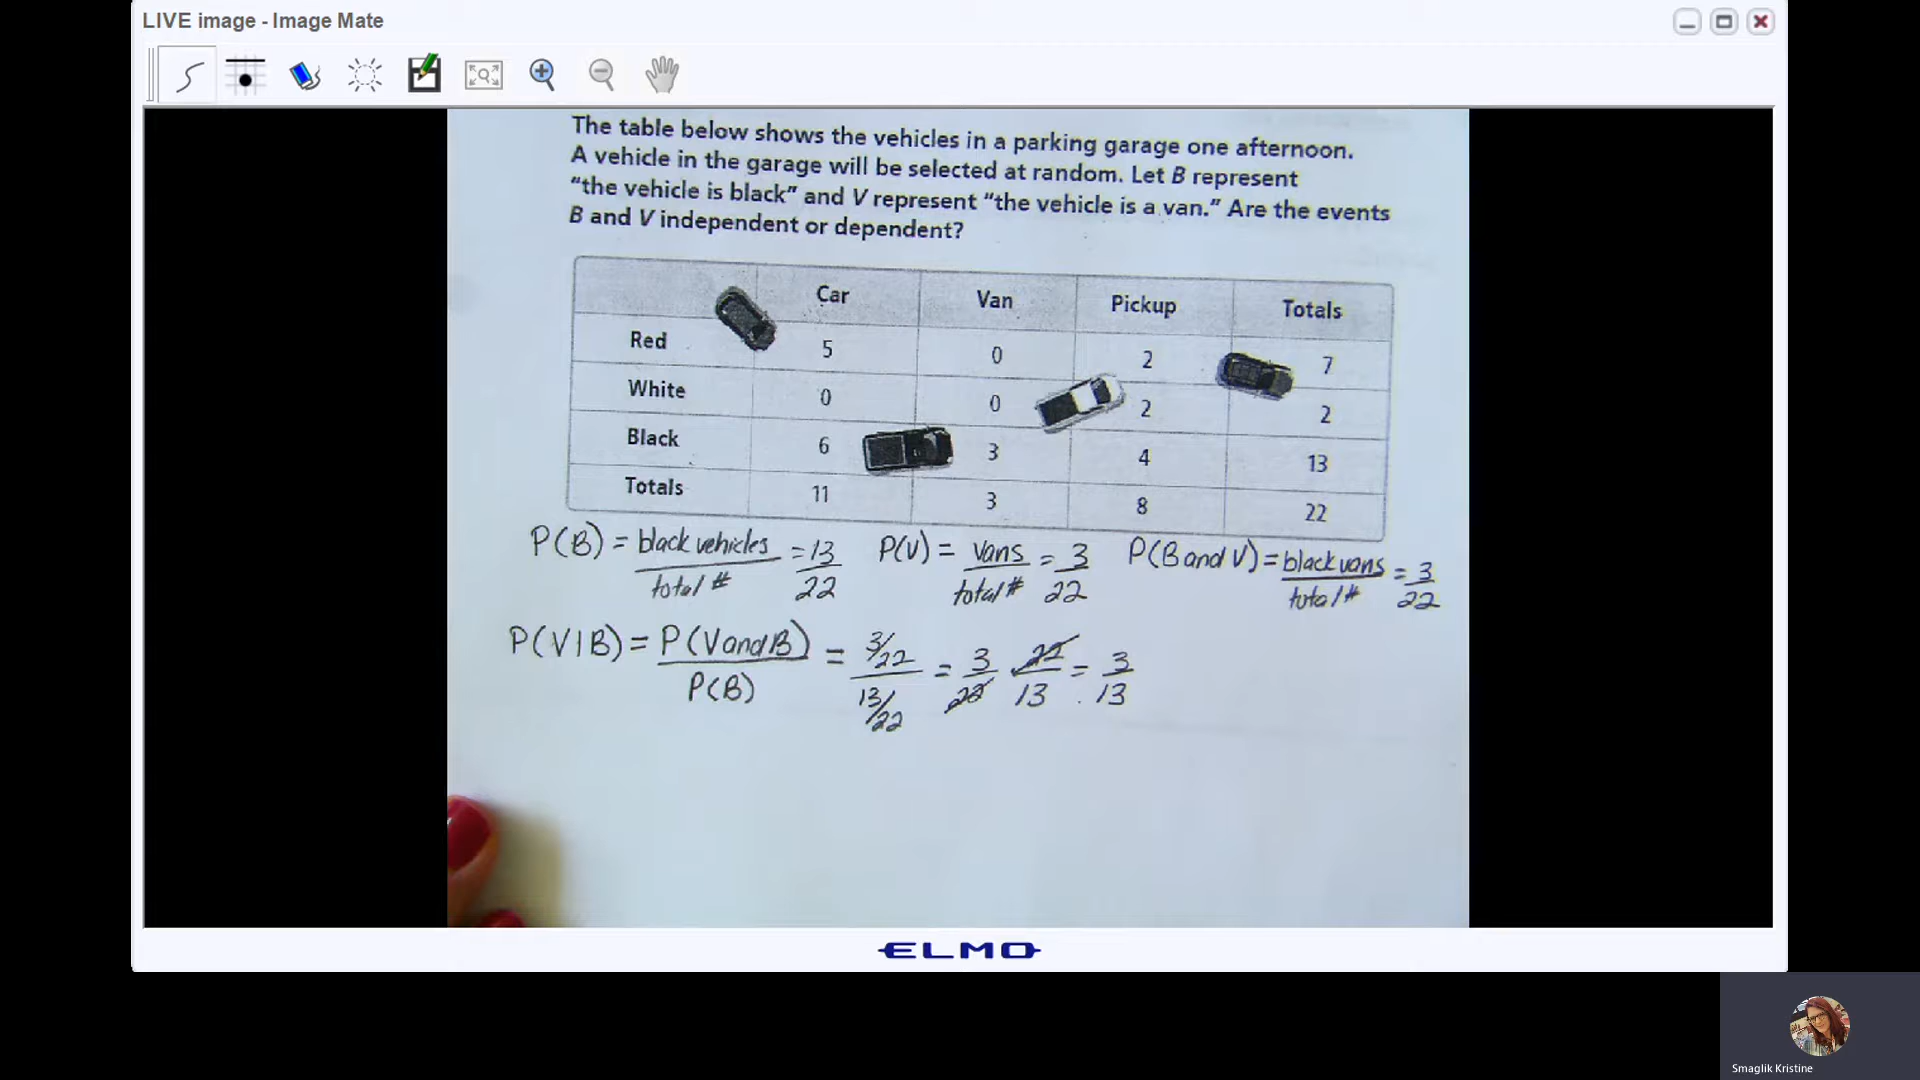 LIVE image - Image Mate
The table below shows the vehicles in a parking garage one afternoon.
A vehicle in the garage will be selected at random. Let B represent
“the vehicle is black” and V represent “the vehicle is a van.” Are the events
B and V independent or dependent?
Car Van Pickup Totals
Red 5 0 2 7
White 0 0 2 2
Black 6 3 4 13
Totals 11 3 8 22
P(B) = black vehicles / total # = 13/22 P(V) = vans / total # = 3/22 P(B and V) = black vans / total # = 3/22
P(V|B) = P(V and B) / P(B) = 3/22 / 13/22 = 3/22 22/13 = 3/13
ELMO
Smaglik Kristine